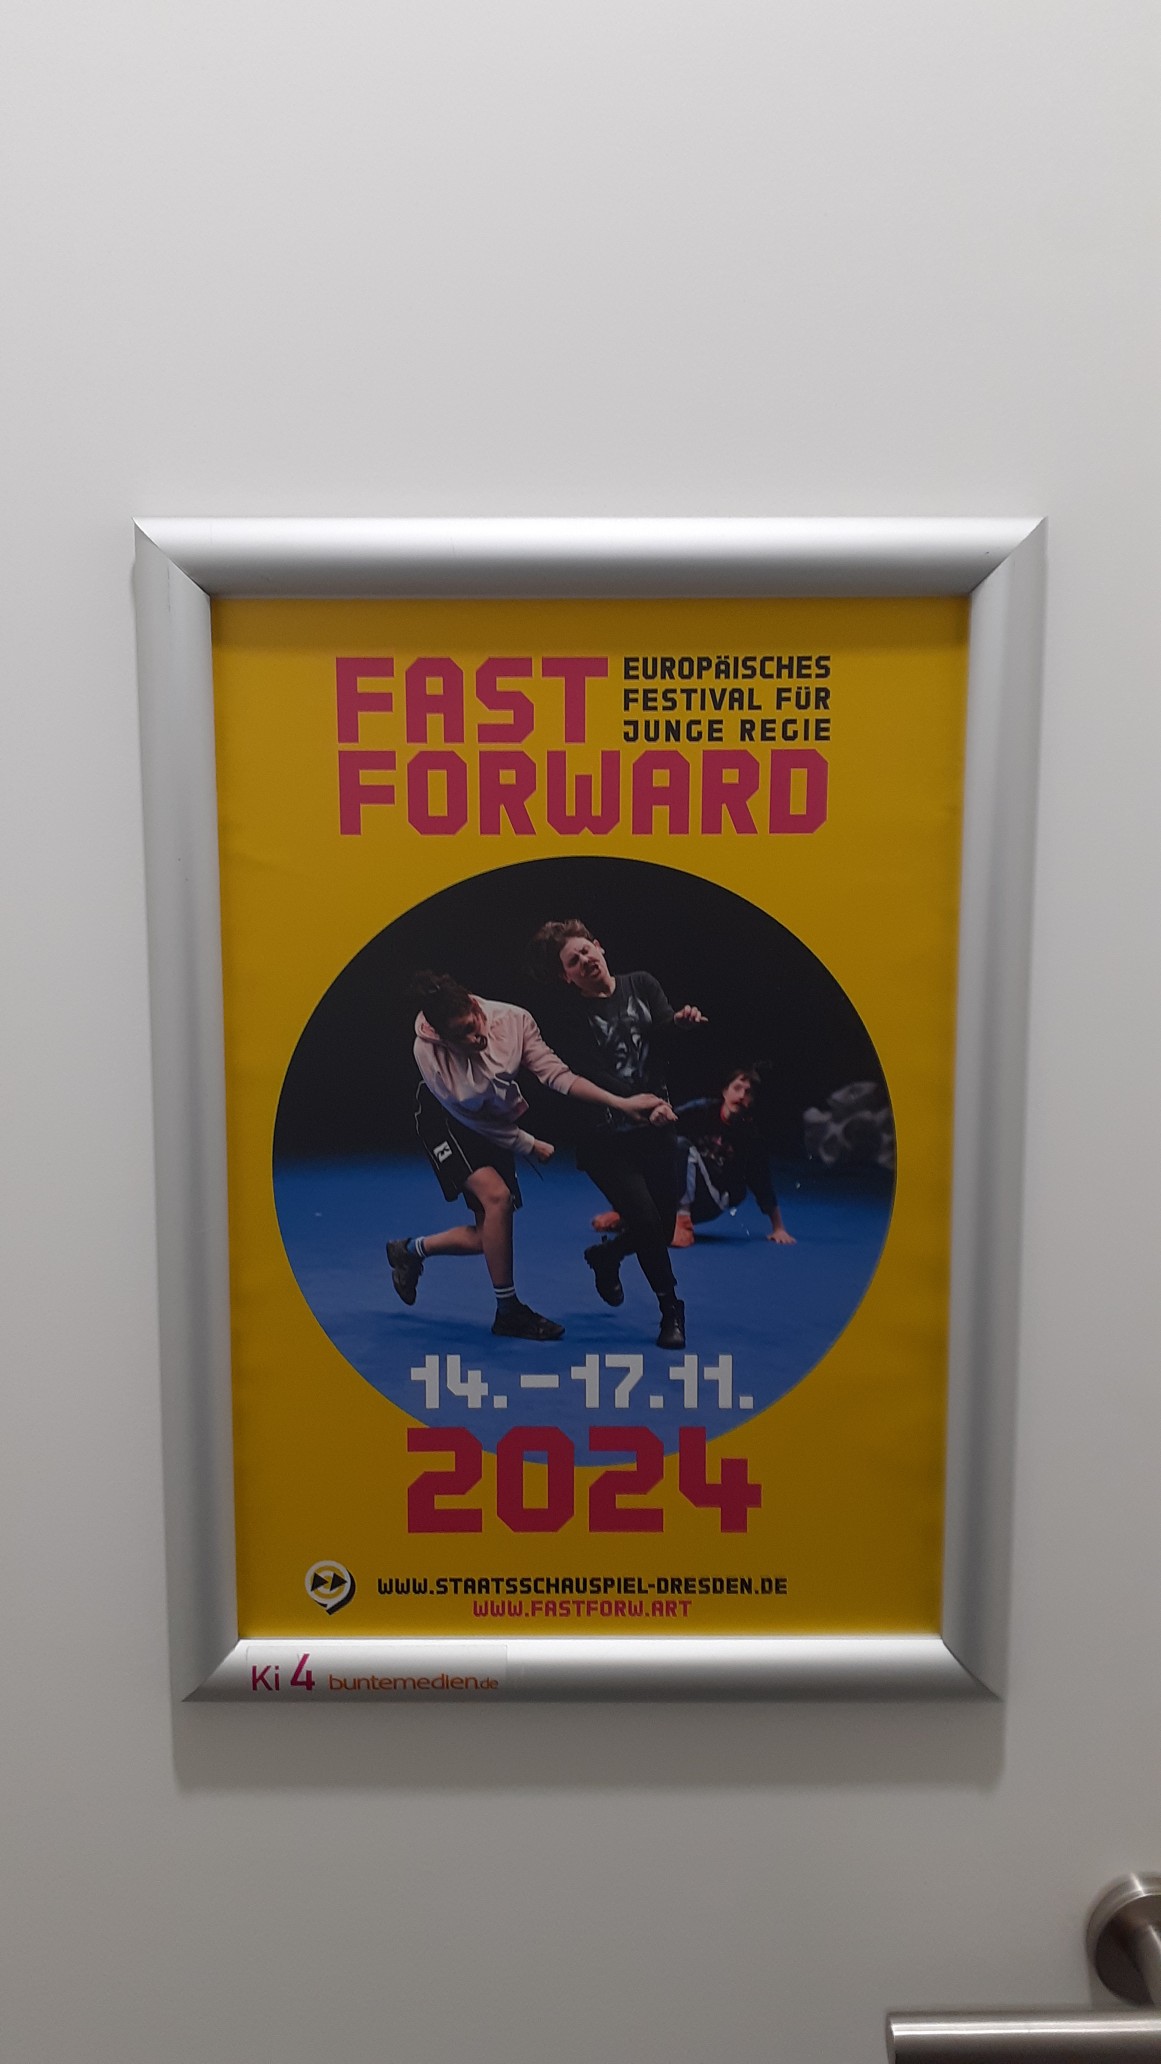 FAST
EUROPÄISCHES
FESTIVAL FÜR
JUNGE REGIE
FORWARD
14.–17.11.
2024
WWW.STAATSSCHAUSPIEL-DRESDEN.DE
WWW.FASTFORW.ART
Ki 4 buntemedien.de